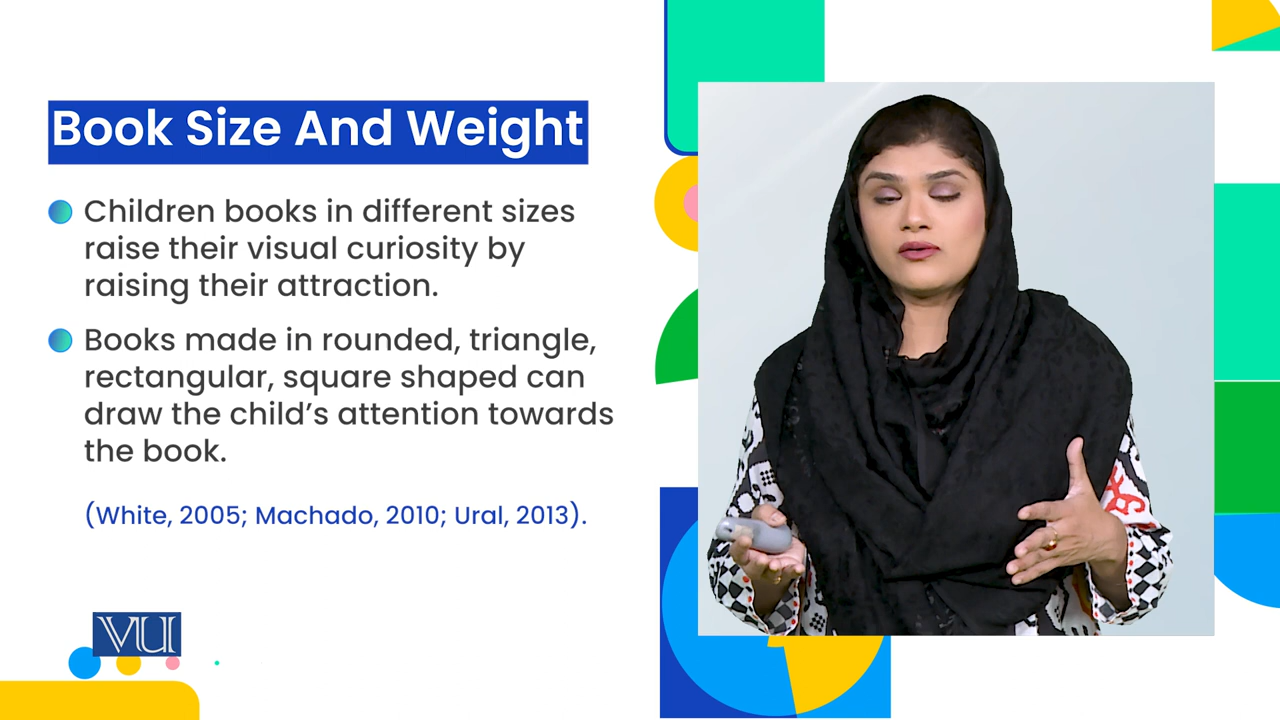 Book Size And Weight
Children books in different sizes
raise their visual curiosity by
raising their attraction.
Books made in rounded, triangle,
rectangular, square shaped can
draw the child's attention towards
the book.
(White, 2005; Machado, 2010; Ural, 2013).
VU